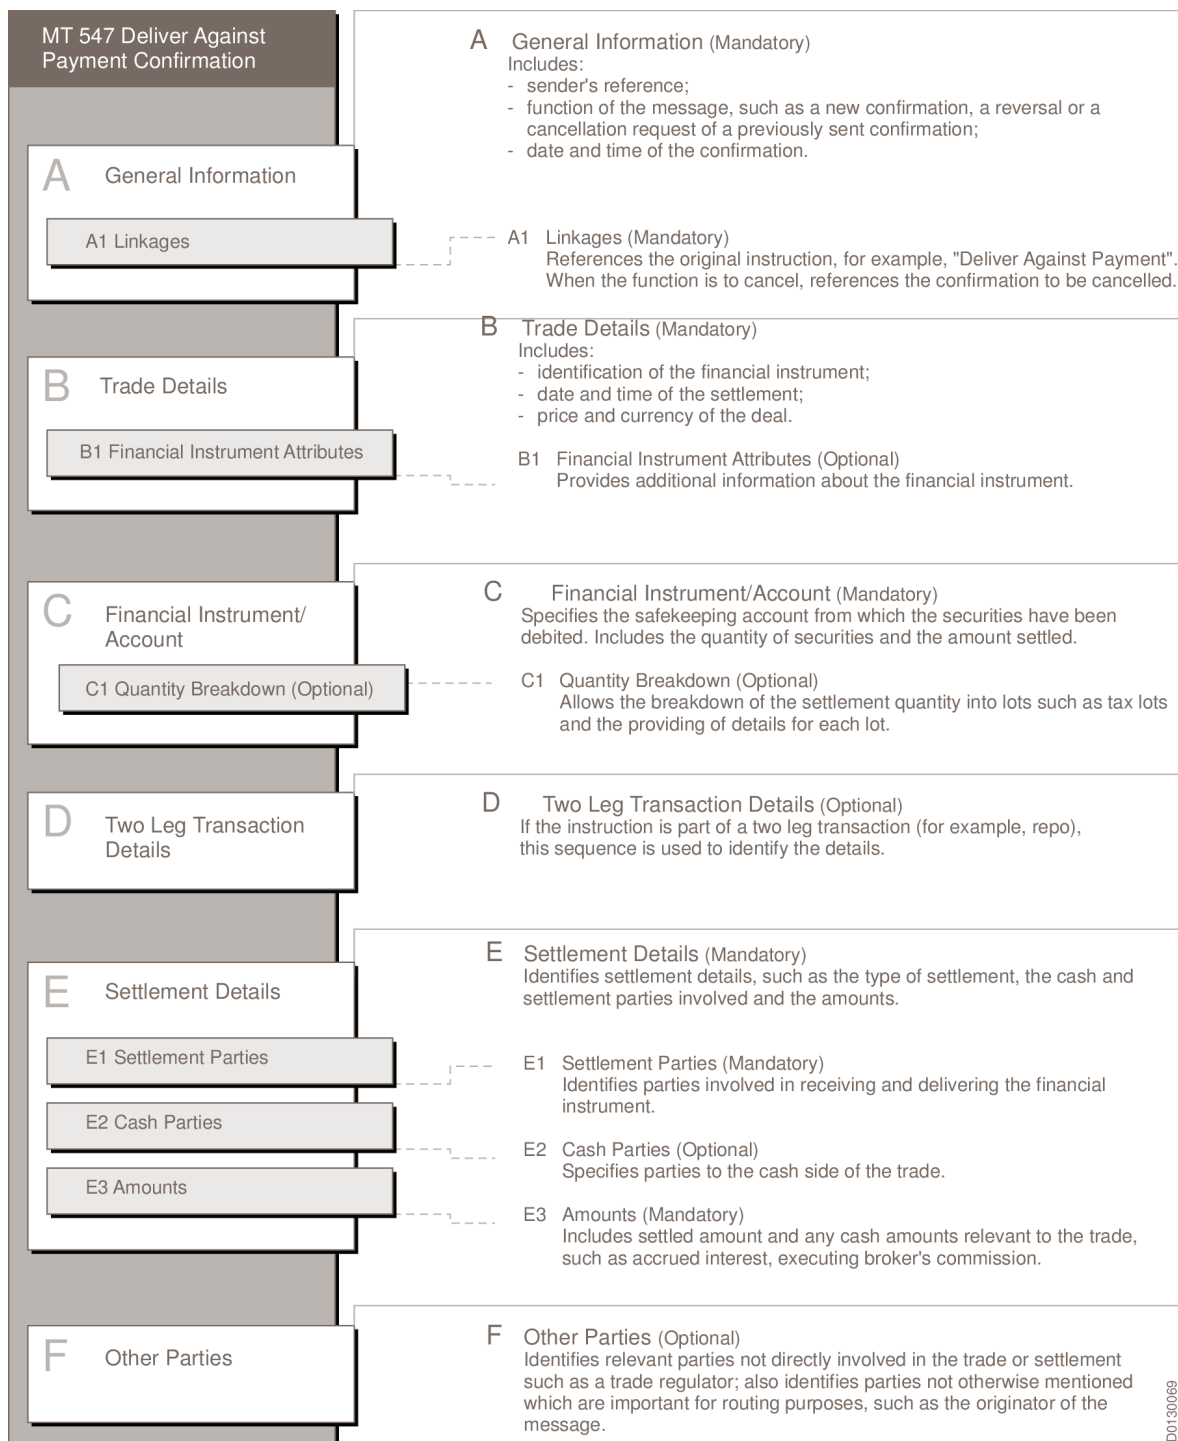 MT 547 Deliver Against
Payment Confirmation
A General Information
A1 Linkages
B Trade Details
B1 Financial Instrument Attributes
C Financial Instrument/
Account
C1 Quantity Breakdown (Optional)
D Two Leg Transaction
Details
E Settlement Details
E1 Settlement Parties
E2 Cash Parties
E3 Amounts
F Other Parties
A General Information (Mandatory)
Includes:
- sender's reference;
- function of the message, such as a new confirmation, a reversal or a
cancellation request of a previously sent confirmation;
- date and time of the confirmation.
A1 Linkages (Mandatory)
References the original instruction, for example, "Deliver Against Payment".
When the function is to cancel, references the confirmation to be cancelled.
B Trade Details (Mandatory)
Includes:
- identification of the financial instrument;
- date and time of the settlement;
- price and currency of the deal.
B1 Financial Instrument Attributes (Optional)
Provides additional information about the financial instrument.
C Financial Instrument/Account (Mandatory)
Specifies the safekeeping account from which the securities have been
debited. Includes the quantity of securities and the amount settled.
C1 Quantity Breakdown (Optional)
Allows the breakdown of the settlement quantity into lots such as tax lots
and the providing of details for each lot.
D Two Leg Transaction Details (Optional)
If the instruction is part of a two leg transaction (for example, repo),
this sequence is used to identify the details.
E Settlement Details (Mandatory)
Identifies settlement details, such as the type of settlement, the cash and
settlement parties involved and the amounts.
E1 Settlement Parties (Mandatory)
Identifies parties involved in receiving and delivering the financial
instrument.
E2 Cash Parties (Optional)
Specifies parties to the cash side of the trade.
E3 Amounts (Mandatory)
Includes settled amount and any cash amounts relevant to the trade,
such as accrued interest, executing broker's commission.
F Other Parties (Optional)
Identifies relevant parties not directly involved in the trade or settlement
such as a trade regulator; also identifies parties not otherwise mentioned
which are important for routing purposes, such as the originator of the
message.
D0130069